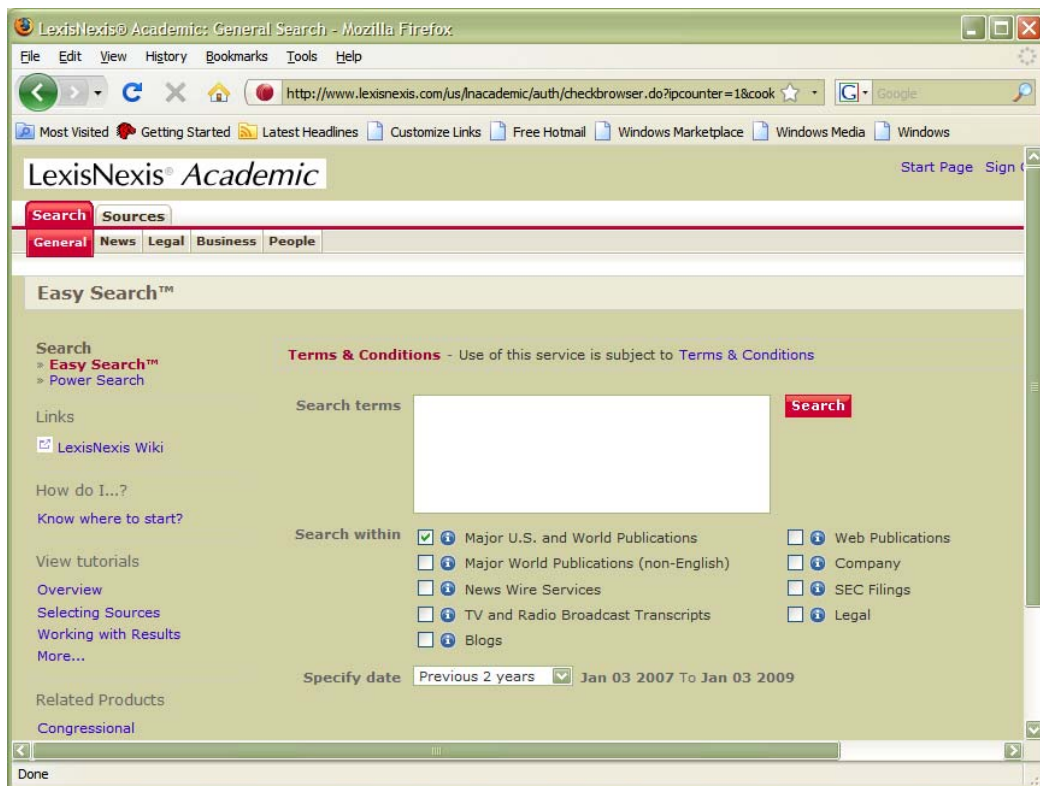 LexisNexis® Academic: General Search - Mozilla Firefox
File Edit View History Bookmarks Tools Help
http://www.lexisnexis.com/us/lnacademic/auth/checkbrowser.do?ipcounter=1&cook G Google
Most Visited Getting Started Latest Headlines Customize Links Free Hotmail Windows Marketplace Windows Media Windows
LexisNexis® Academic
Start Page Sign
Search Sources
General News Legal Business People
Easy Search™
Search
» Easy Search™
» Power Search
Links
LexisNexis Wiki
How do I...?
Know where to start?
View tutorials
Overview
Selecting Sources
Working with Results
More...
Related Products
Congressional
Terms & Conditions - Use of this service is subject to Terms & Conditions
Search terms
Search
Search within
Major U.S. and World Publications
Major World Publications (non-English)
News Wire Services
TV and Radio Broadcast Transcripts
Blogs
Web Publications
Company
SEC Filings
Legal
Specify date Previous 2 years Jan 03 2007 To Jan 03 2009
Done